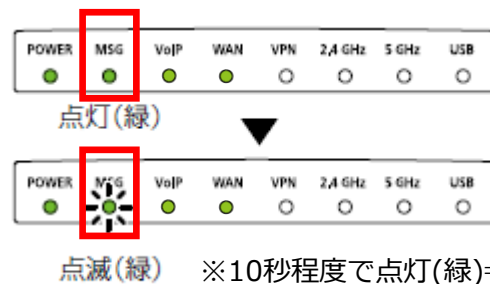 POWER MSG VoIP WAN VPN 2,4 GHz 5 GHz USB
点灯(緑)
POWER MSG VoIP WAN VPN 2,4 GHz 5 GHz USB
点滅(緑) ※10秒程度で点灯(緑)=